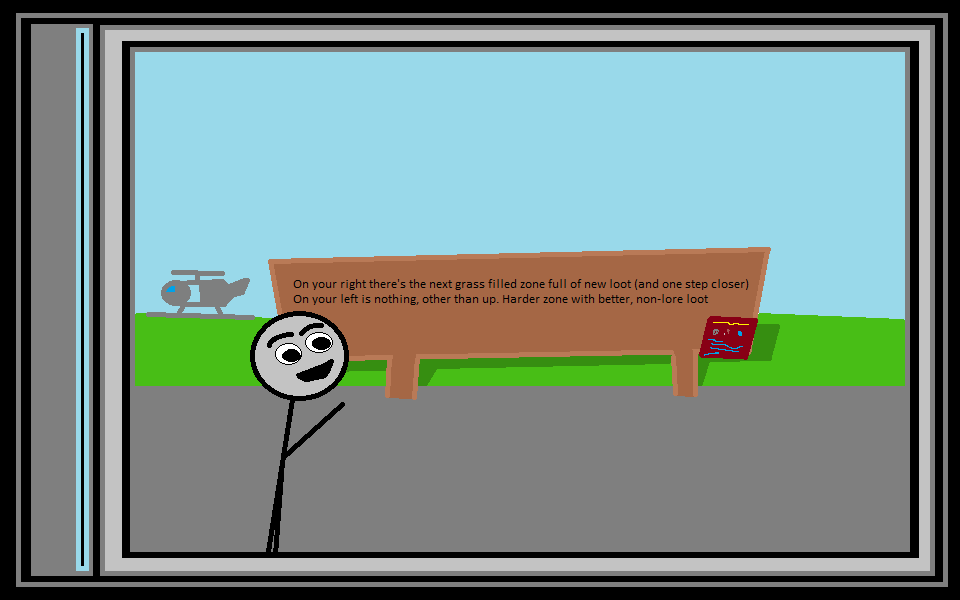 On your right there's the next grass filled zone full of new loot (and one step closer)
On your left is nothing, other than up. Harder zone with better, non-lore loot